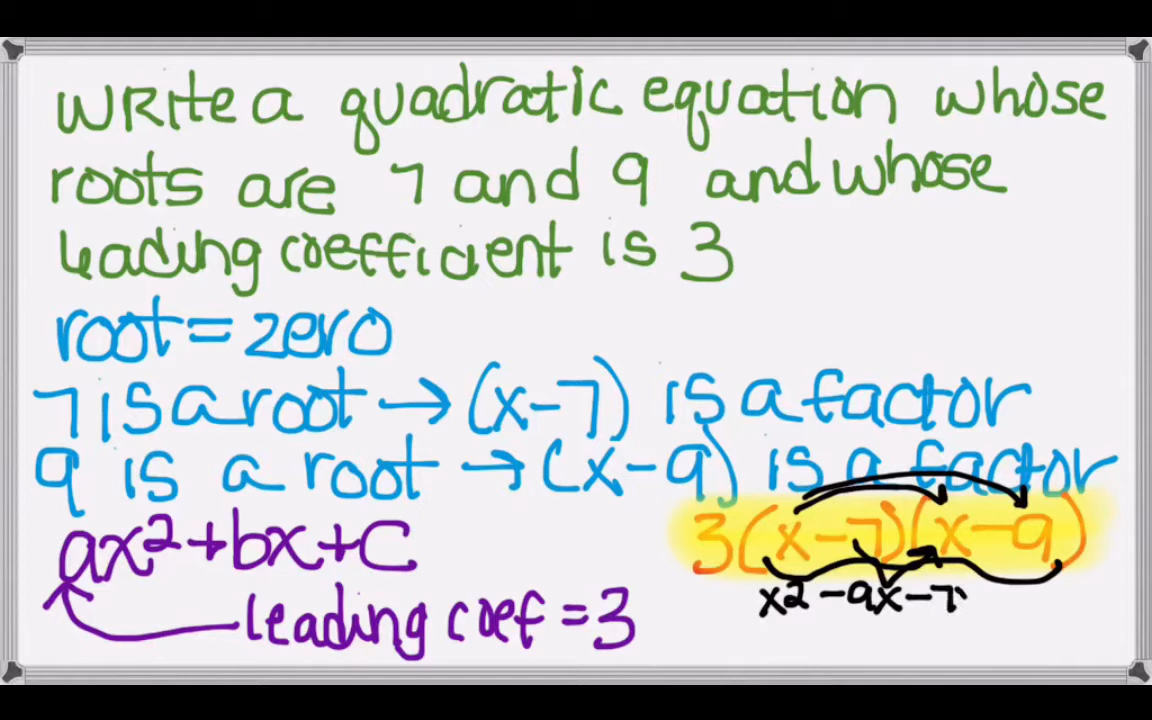 WRite a quadratic equation whose
roots are 7 and 9 and whose
leading coefficient is 3
root = zero
7 is a root → (x-7) is a factor
9 is a root → (x-9) is a factor
3(x-7)(x-9)
ax²+bx+c
x² -9x-7
leading coef = 3